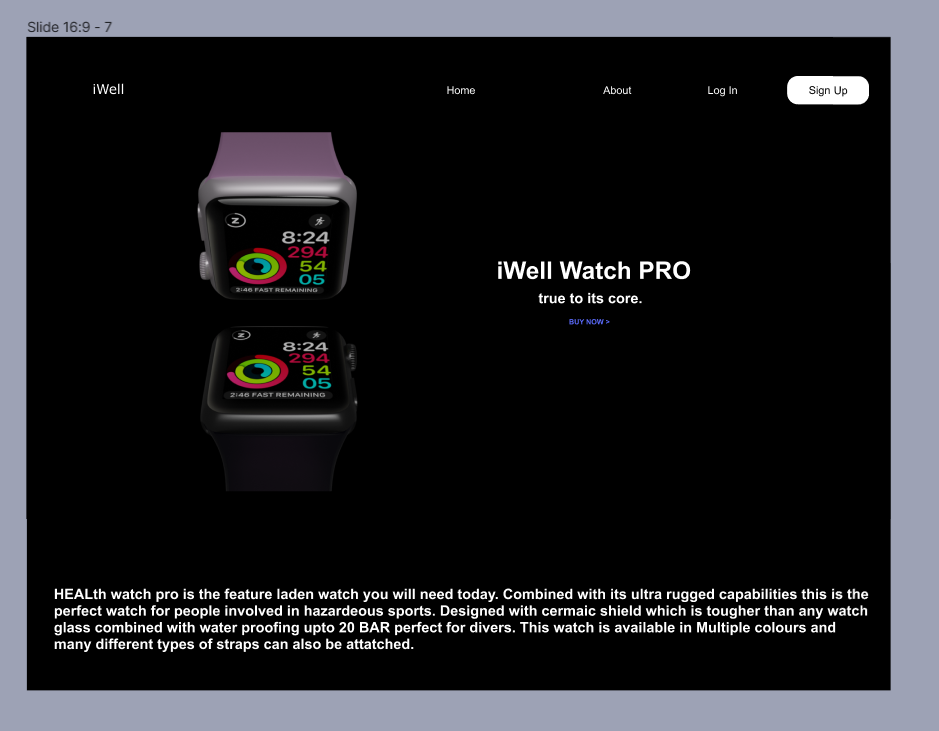 Slide 16:9 - 7
iWell
Home
About
Log In
Sign Up
8:24
294
54
05
2:46 FAST REMAINING
iWell Watch PRO
true to its core.
BUY NOW >
8:24
294
54
05
2:46 FAST REMAINING
HEALth watch pro is the feature laden watch you will need today. Combined with its ultra rugged capabilities this is the
perfect watch for people involved in hazardeous sports. Designed with cermaic shield which is tougher than any watch
glass combined with water proofing upto 20 BAR perfect for divers. This watch is available in Multiple colours and
many different types of straps can also be attatched.